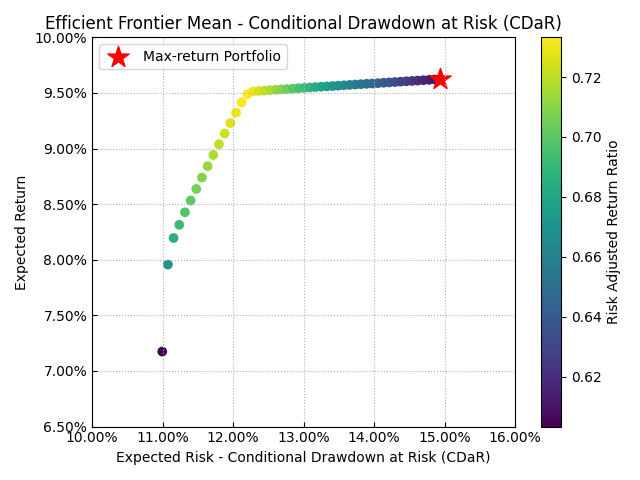 Efficient Frontier Mean - Conditional Drawdown at Risk (CDaR)
Max-return Portfolio
10.00%
9.50%
9.00%
8.50%
8.00%
7.50%
7.00%
6.50%
Expected Return
10.00% 11.00% 12.00% 13.00% 14.00% 15.00% 16.00%
Expected Risk - Conditional Drawdown at Risk (CDaR)
0.72
0.70
0.68
0.66
0.64
0.62
Risk Adjusted Return Ratio